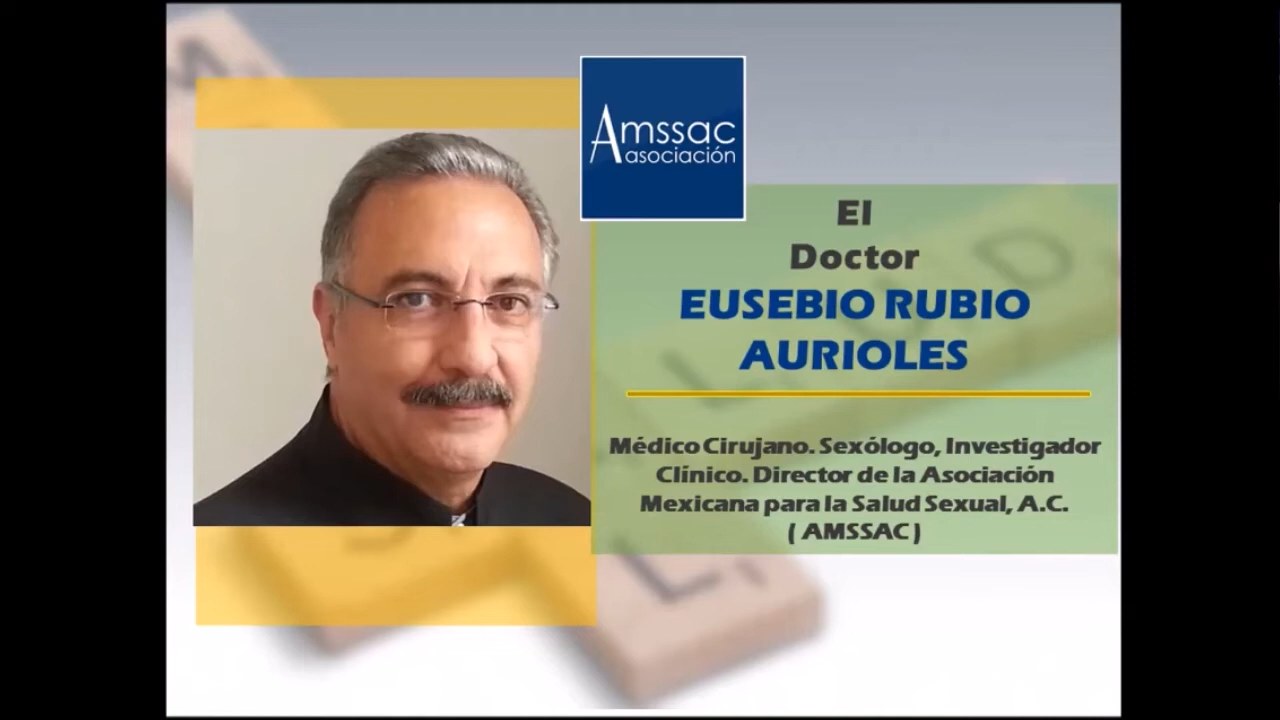 Amssac
asociación
El
Doctor
EUSEBIO RUBIO
AURIOLES
Médico Cirujano. Sexólogo, Investigador
Clínico. Director de la Asociación
Mexicana para la Salud Sexual, A.C.
( AMSSAC )
L